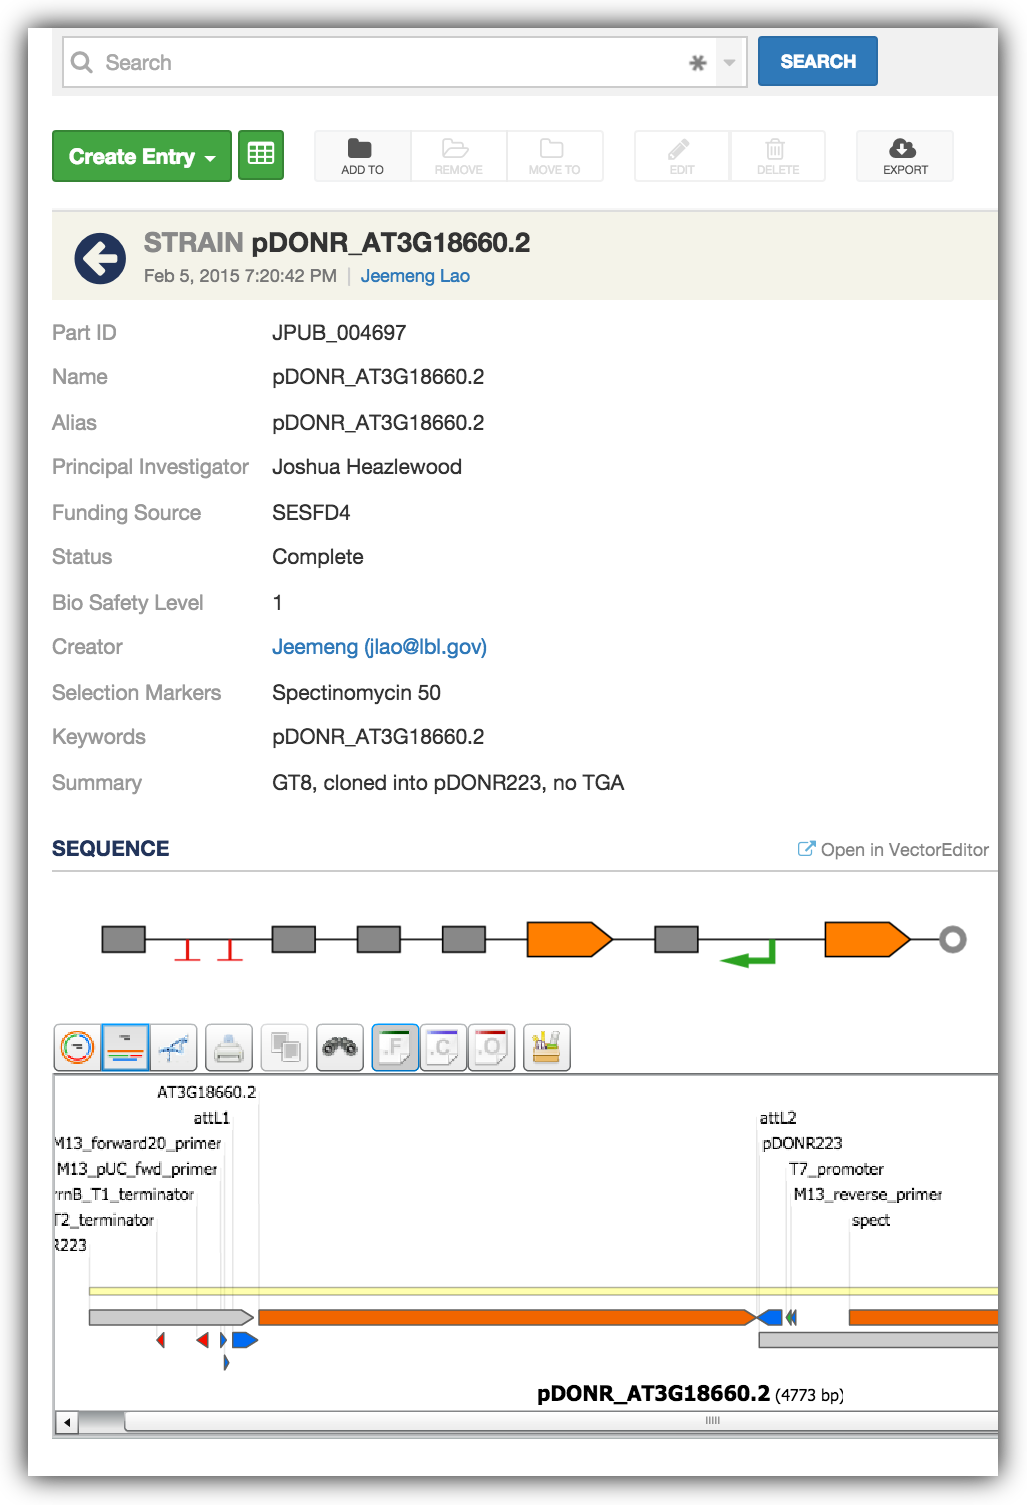 Search
SEARCH
Create Entry
ADD TO
REMOVE
MOVE TO
EDIT
DELETE
EXPORT
STRAIN pDONR_AT3G18660.2
Feb 5, 2015 7:20:42 PM | Jeemeng Lao
Part ID JPUB_004697
Name pDONR_AT3G18660.2
Alias pDONR_AT3G18660.2
Principal Investigator Joshua Heazlewood
Funding Source SESFD4
Status Complete
Bio Safety Level 1
Creator Jeemeng (jlao@lbl.gov)
Selection Markers Spectinomycin 50
Keywords pDONR_AT3G18660.2
Summary GT8, cloned into pDONR223, no TGA
SEQUENCE Open in VectorEditor
.F .C .O
AT3G18660.2
attL1 attL2
M13_forward20_primer pDONR223
M13_pUC_fwd_primer T7_promoter
rrnB_T1_terminator M13_reverse_primer
T2_terminator spect
R223
pDONR_AT3G18660.2 (4773 bp)